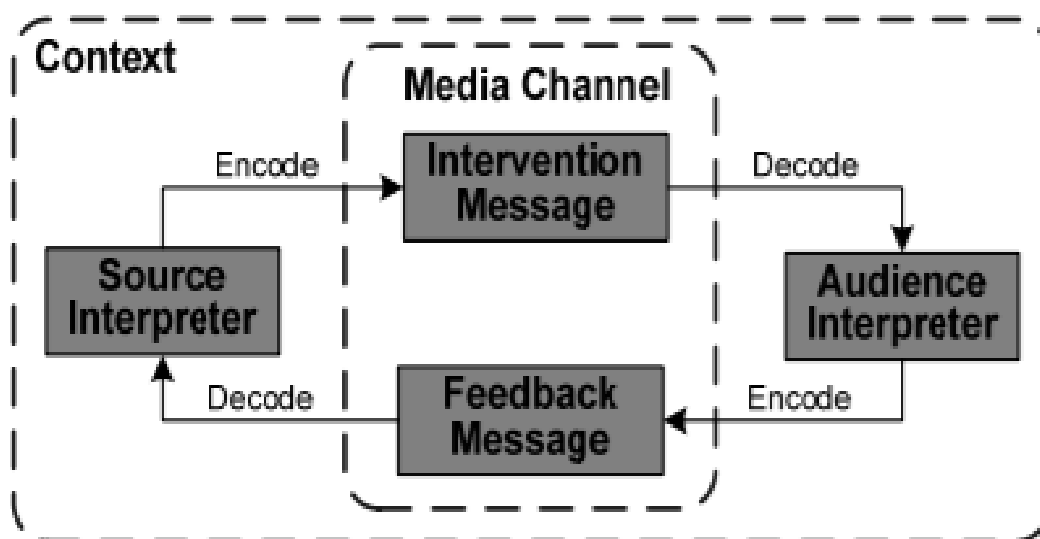 Context
Media Channel
Encode
Intervention
Message
Decode
Source
Interpreter
Audience
Interpreter
Decode
Feedback
Message
Encode